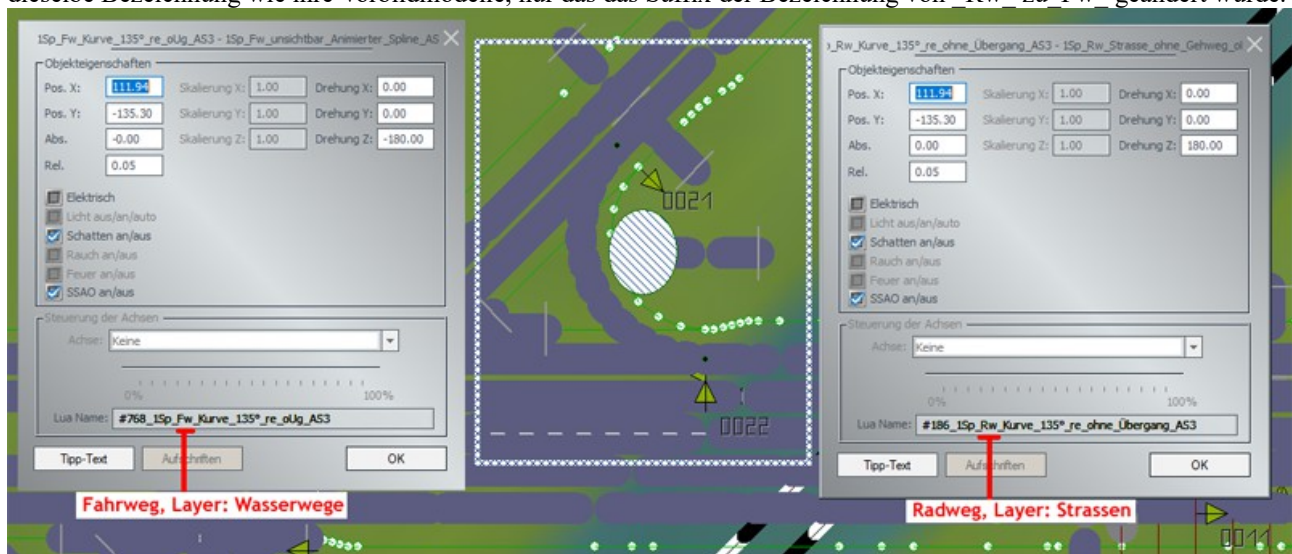 dieselbe Bezeichnung wie ihre Vorbildmodelle, nur das das Suffix der Bezeichnung von _Rw_ zu_Fw_ geändert wurde.
1Sp_Fw_Kurve_135°_re_oUg_AS3 - 1Sp_Fw_unsichtbar_Animierter_Spline_AS
Objekteigenschaften
Pos. X: 111.94 Skalierung X: 1.00 Drehung X: 0.00
Pos. Y: -135.30 Skalierung Y: 1.00 Drehung Y: 0.00
Abs. -0.00 Skalierung Z: 1.00 Drehung Z: -180.00
Rel. 0.05
Elektrisch
Licht aus/an/auto
Schatten an/aus
Rauch an/aus
Feuer an/aus
SSAO an/aus
Steuerung der Achsen
Achse: Keine
0% 100%
Lua Name: #768_1Sp_Fw_Kurve_135°_re_oUg_AS3
Tipp-Text Aufschriften OK
Fahrweg, Layer: Wasserwege
0021
0022
_Rw_Kurve_135°_re_ohne_Übergang_AS3 - 1Sp_Rw_Strasse_ohne_Gehweg_ol
Objekteigenschaften
Pos. X: 111.94 Skalierung X: 1.00 Drehung X: 0.00
Pos. Y: -135.30 Skalierung Y: 1.00 Drehung Y: 0.00
Abs. 0.00 Skalierung Z: 1.00 Drehung Z: 180.00
Rel. 0.05
Elektrisch
Licht aus/an/auto
Schatten an/aus
Rauch an/aus
Feuer an/aus
SSAO an/aus
Steuerung der Achsen
Achse: Keine
0% 100%
Lua Name: #186_1Sp_Rw_Kurve_135°_re_ohne_Übergang_AS3
Tipp-Text Aufschriften OK
Radweg, Layer: Strassen
0011